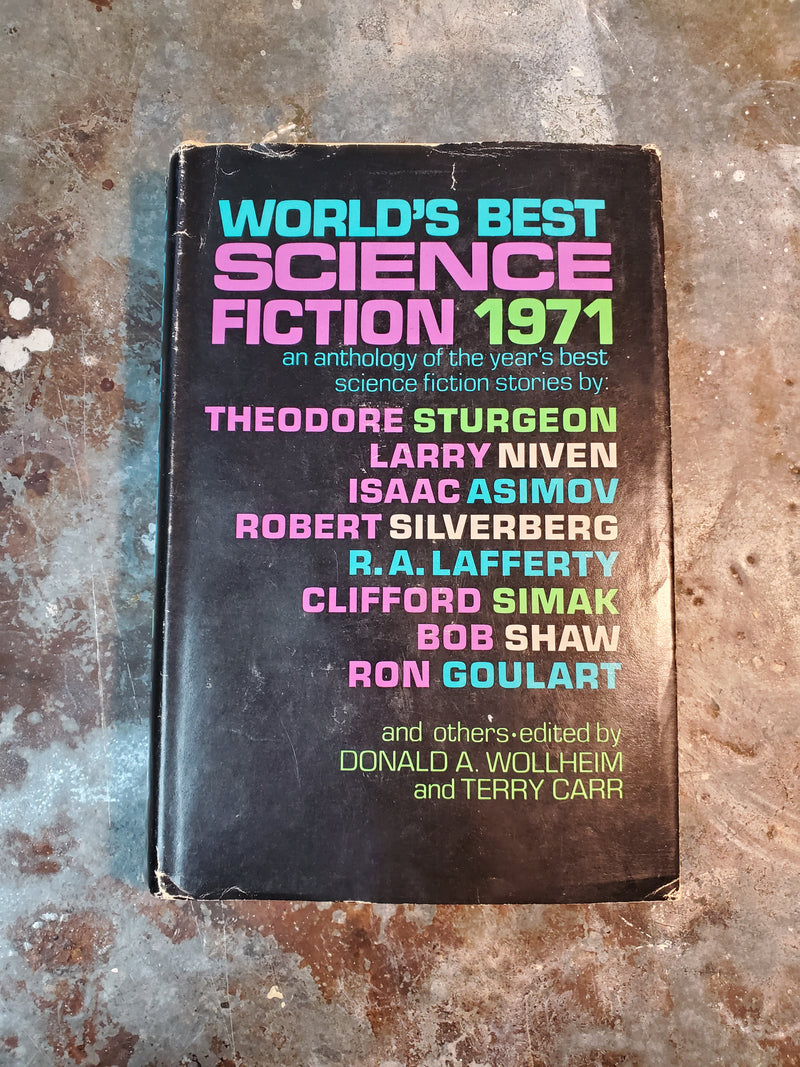 WORLD'S BEST
SCIENCE
FICTION 1971
an anthology of the year's best
science fiction stories by:
THEODORE STURGEON
LARRY NIVEN
ISAAC ASIMOV
ROBERT SILVERBERG
R. A. LAFFERTY
CLIFFORD SIMAK
BOB SHAW
RON GOULART
and others • edited by
DONALD A. WOLLHEIM
and TERRY CARR